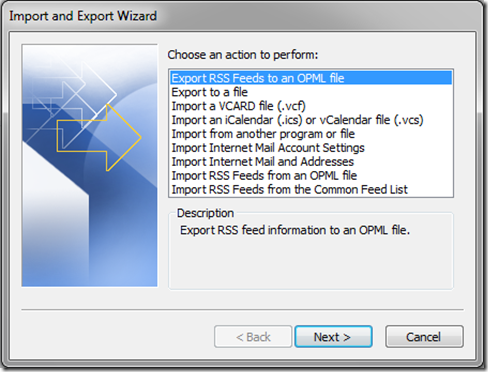 Import and Export Wizard
Choose an action to perform:
Export RSS Feeds to an OPML file
Export to a file
Import a VCARD file (.vcf)
Import an iCalendar (.ics) or vCalendar file (.vcs)
Import from another program or file
Import Internet Mail Account Settings
Import Internet Mail and Addresses
Import RSS Feeds from an OPML file
Import RSS Feeds from the Common Feed List
Description
Export RSS feed information to an OPML file.
< Back Next > Cancel